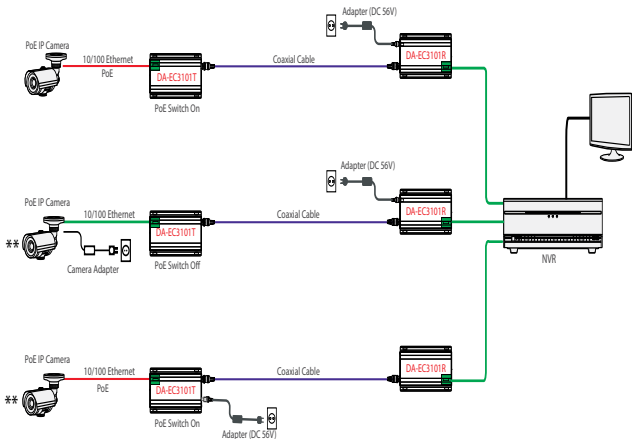 Adapter (DC 56V)
PoE IP Camera
10/100 Ethernet
PoE
DA-EC3101T
PoE Switch On
Coaxial Cable
DA-EC3101R
Adapter (DC 56V)
PoE IP Camera
10/100 Ethernet
**
Camera Adapter
DA-EC3101T
PoE Switch Off
Coaxial Cable
DA-EC3101R
NVR
PoE IP Camera
10/100 Ethernet
PoE
**
DA-EC3101T
PoE Switch On
Coaxial Cable
DA-EC3101R
Adapter (DC 56V)